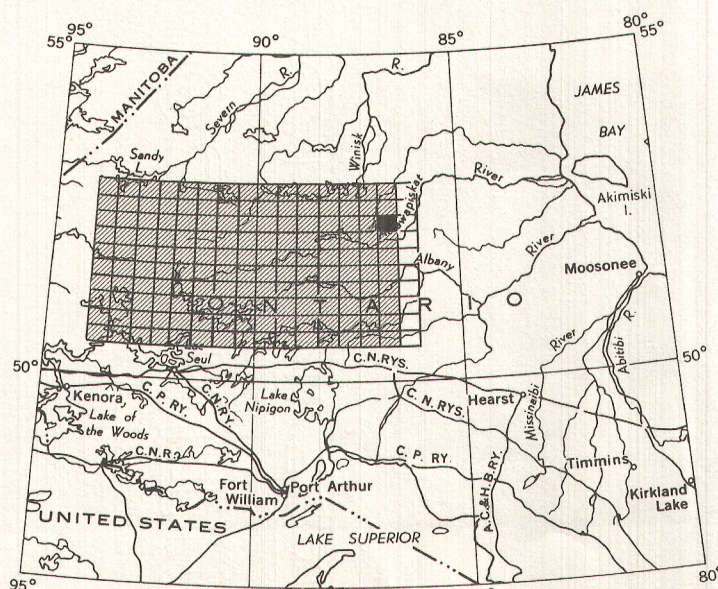 95°
90°
85°
80°
55°
55°
MANITOBA
Severn R.
R.
Winisk
JAMES
BAY
Sandy
L.
River
Akimiski
I.
River
Albany
Moosonee
ONTARIO
Seul
C.N.RYS.
River
Abitibi R.
50°
50°
Kenora
C.P.RY.
C.N.RY.
Lake
Nipigon
C.N.RYS.
Hearst
Missinaibi
Lake of
the Woods
C.N.R.
C.P.RY.
Timmins
Fort
William
Port Arthur
A.C.&H.B.RY.
Kirkland
Lake
UNITED STATES
LAKE SUPERIOR
95°
80°